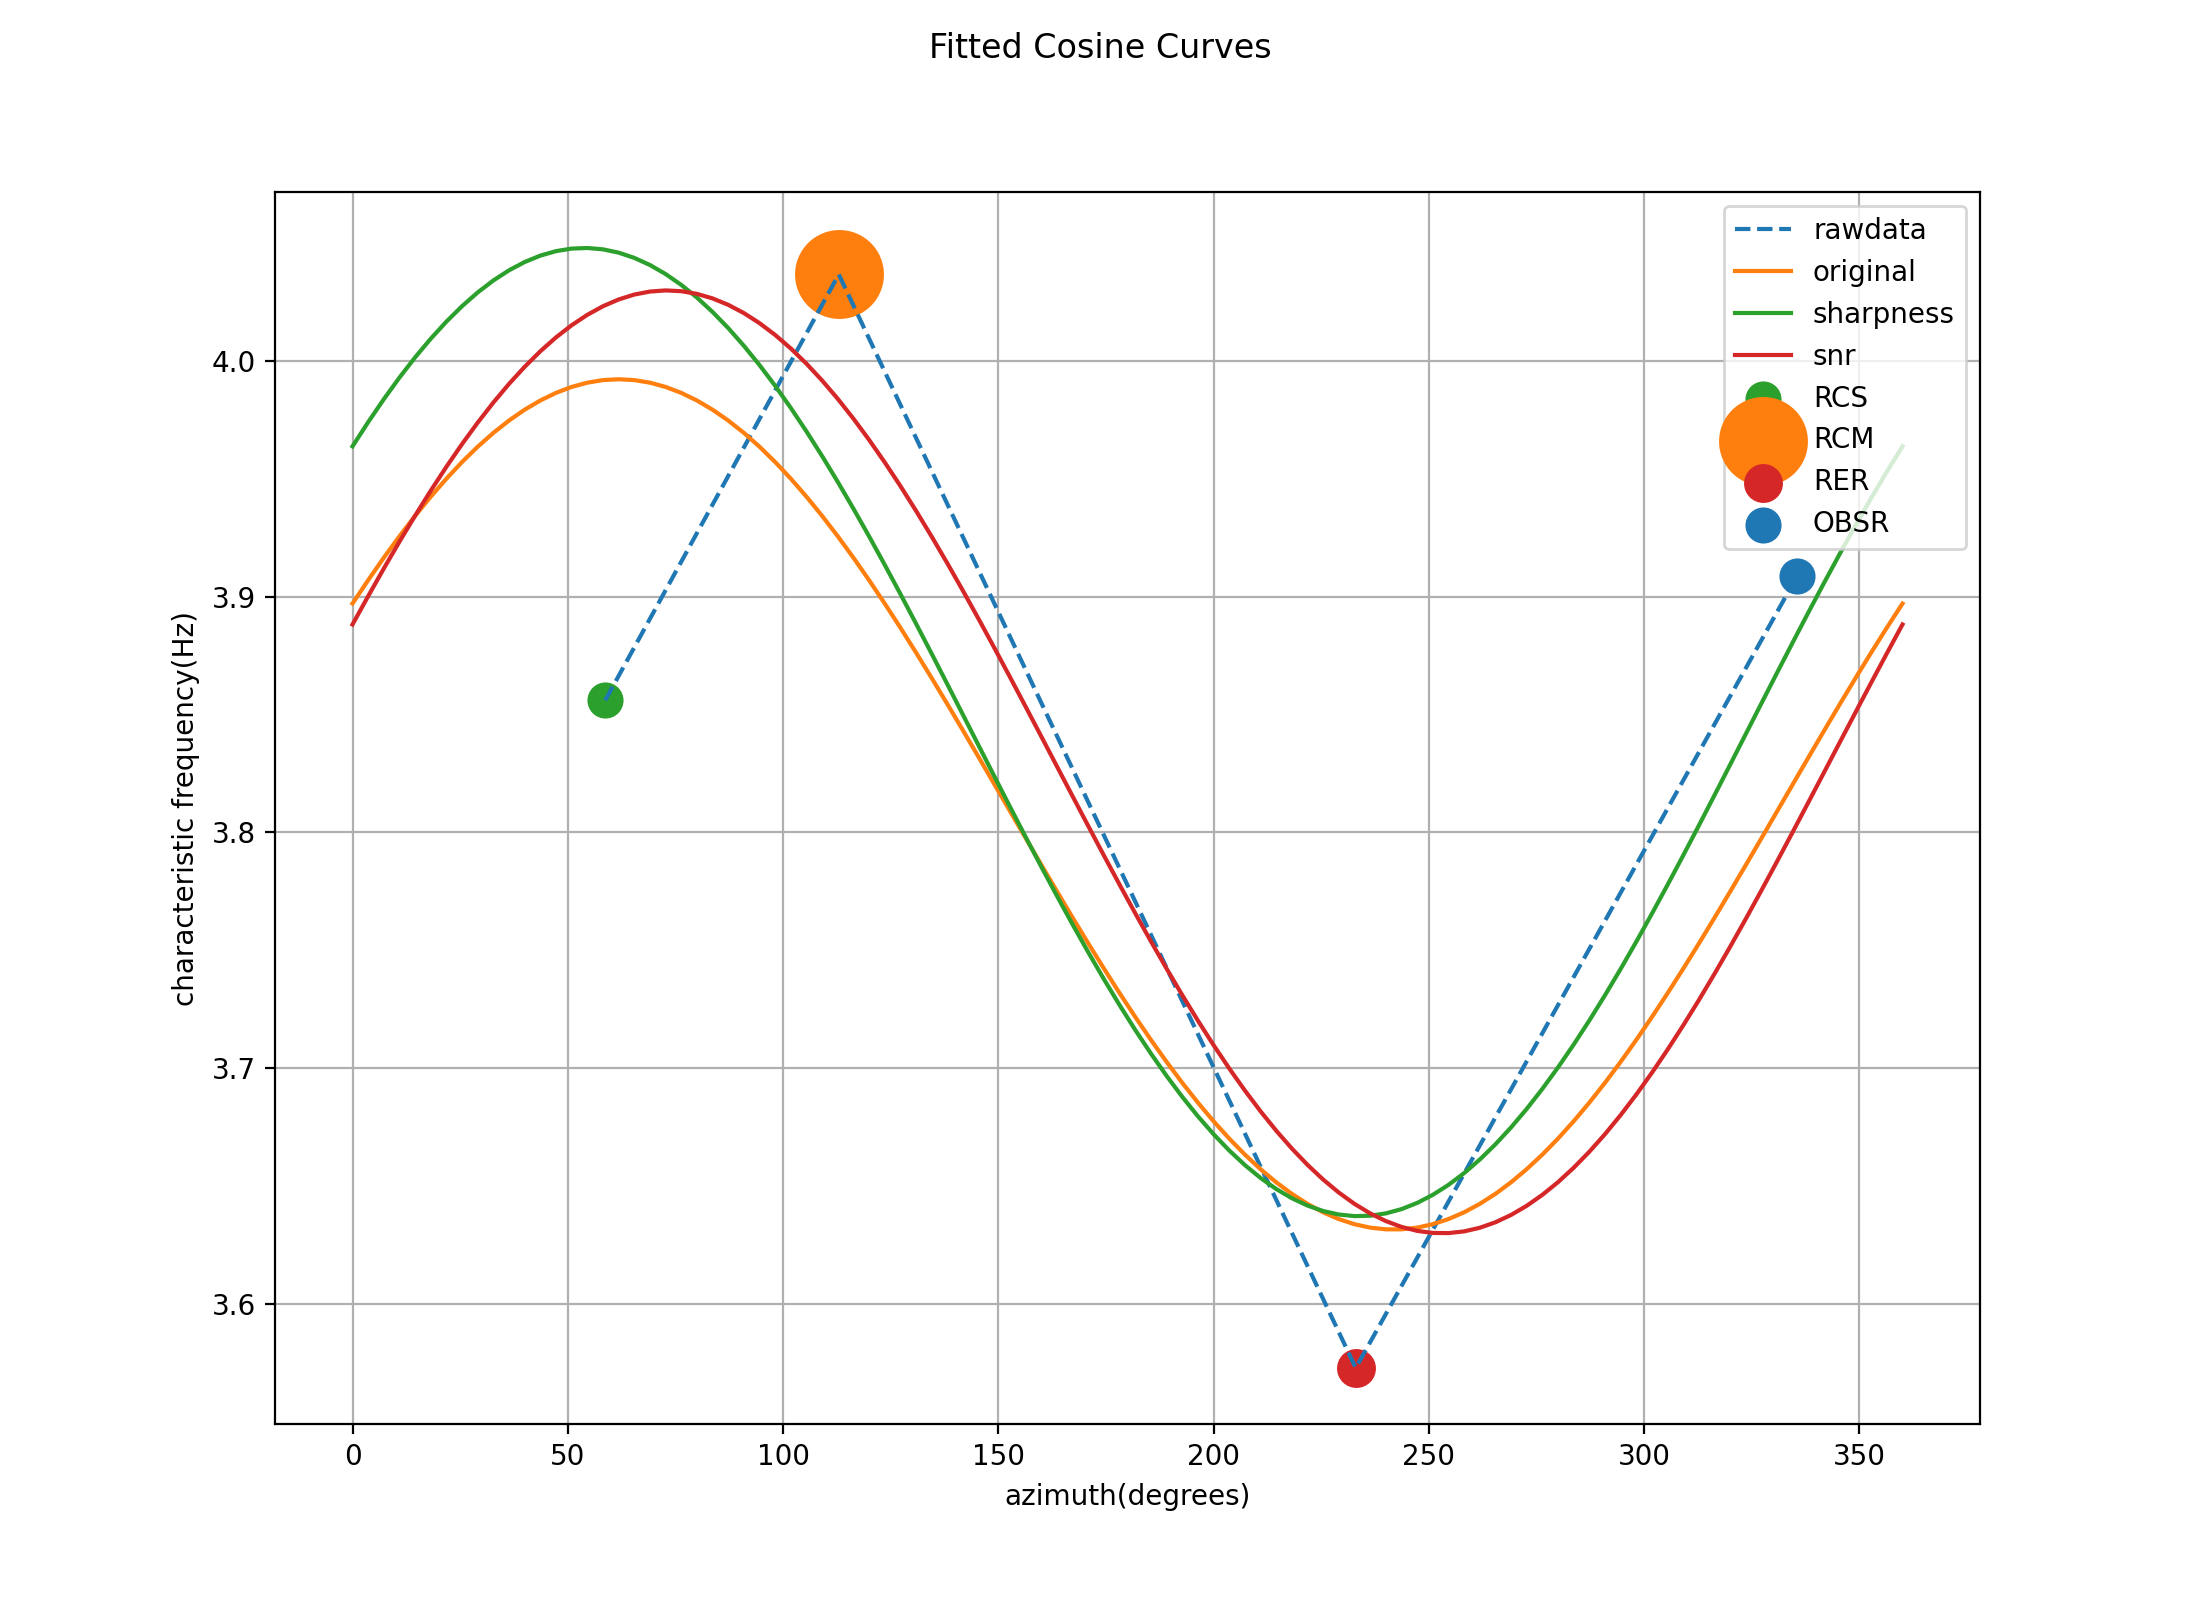 Fitted Cosine Curves
rawdata
original
sharpness
snr
RCS
RCM
RER
OBSR
4.0
3.9
3.8
3.7
3.6
characteristic frequency(Hz)
0 50 100 150 200 250 300 350
azimuth(degrees)